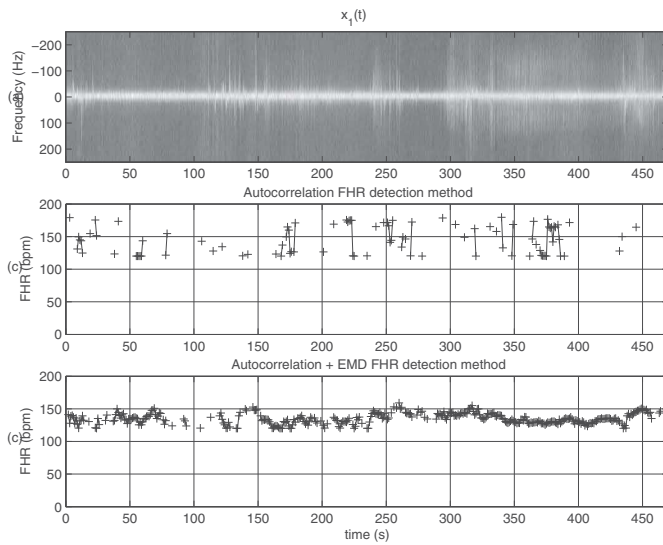 x1(t)
Frequency (Hz)
(a)
−200
−100
0
100
200
0 50 100 150 200 250 300 350 400 450
Autocorrelation FHR detection method
FHR (bpm)
(c)
200
150
100
50
0
0 50 100 150 200 250 300 350 400 450
Autocorrelation + EMD FHR detection method
FHR (bpm)
(c)
200
150
100
50
0
0 50 100 150 200 250 300 350 400 450
time (s)